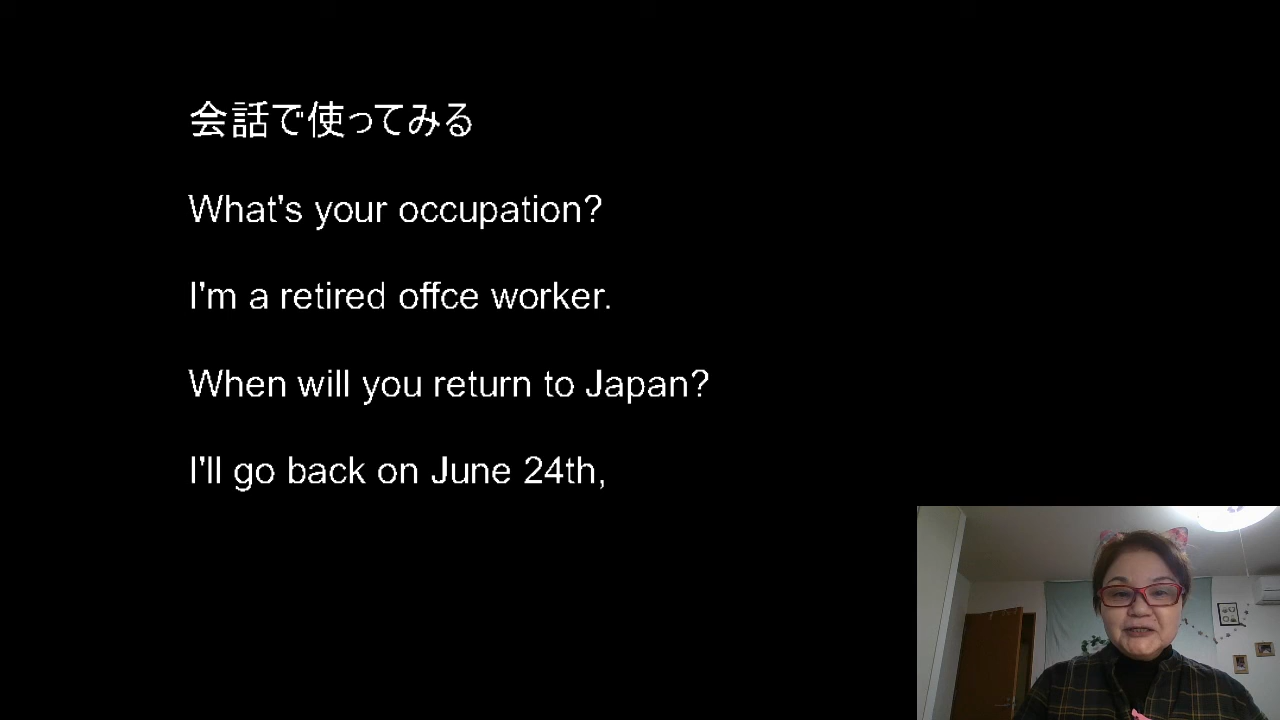 会話で使ってみる
What's your occupation?
I'm a retired offce worker.
When will you return to Japan?
I'll go back on June 24th,